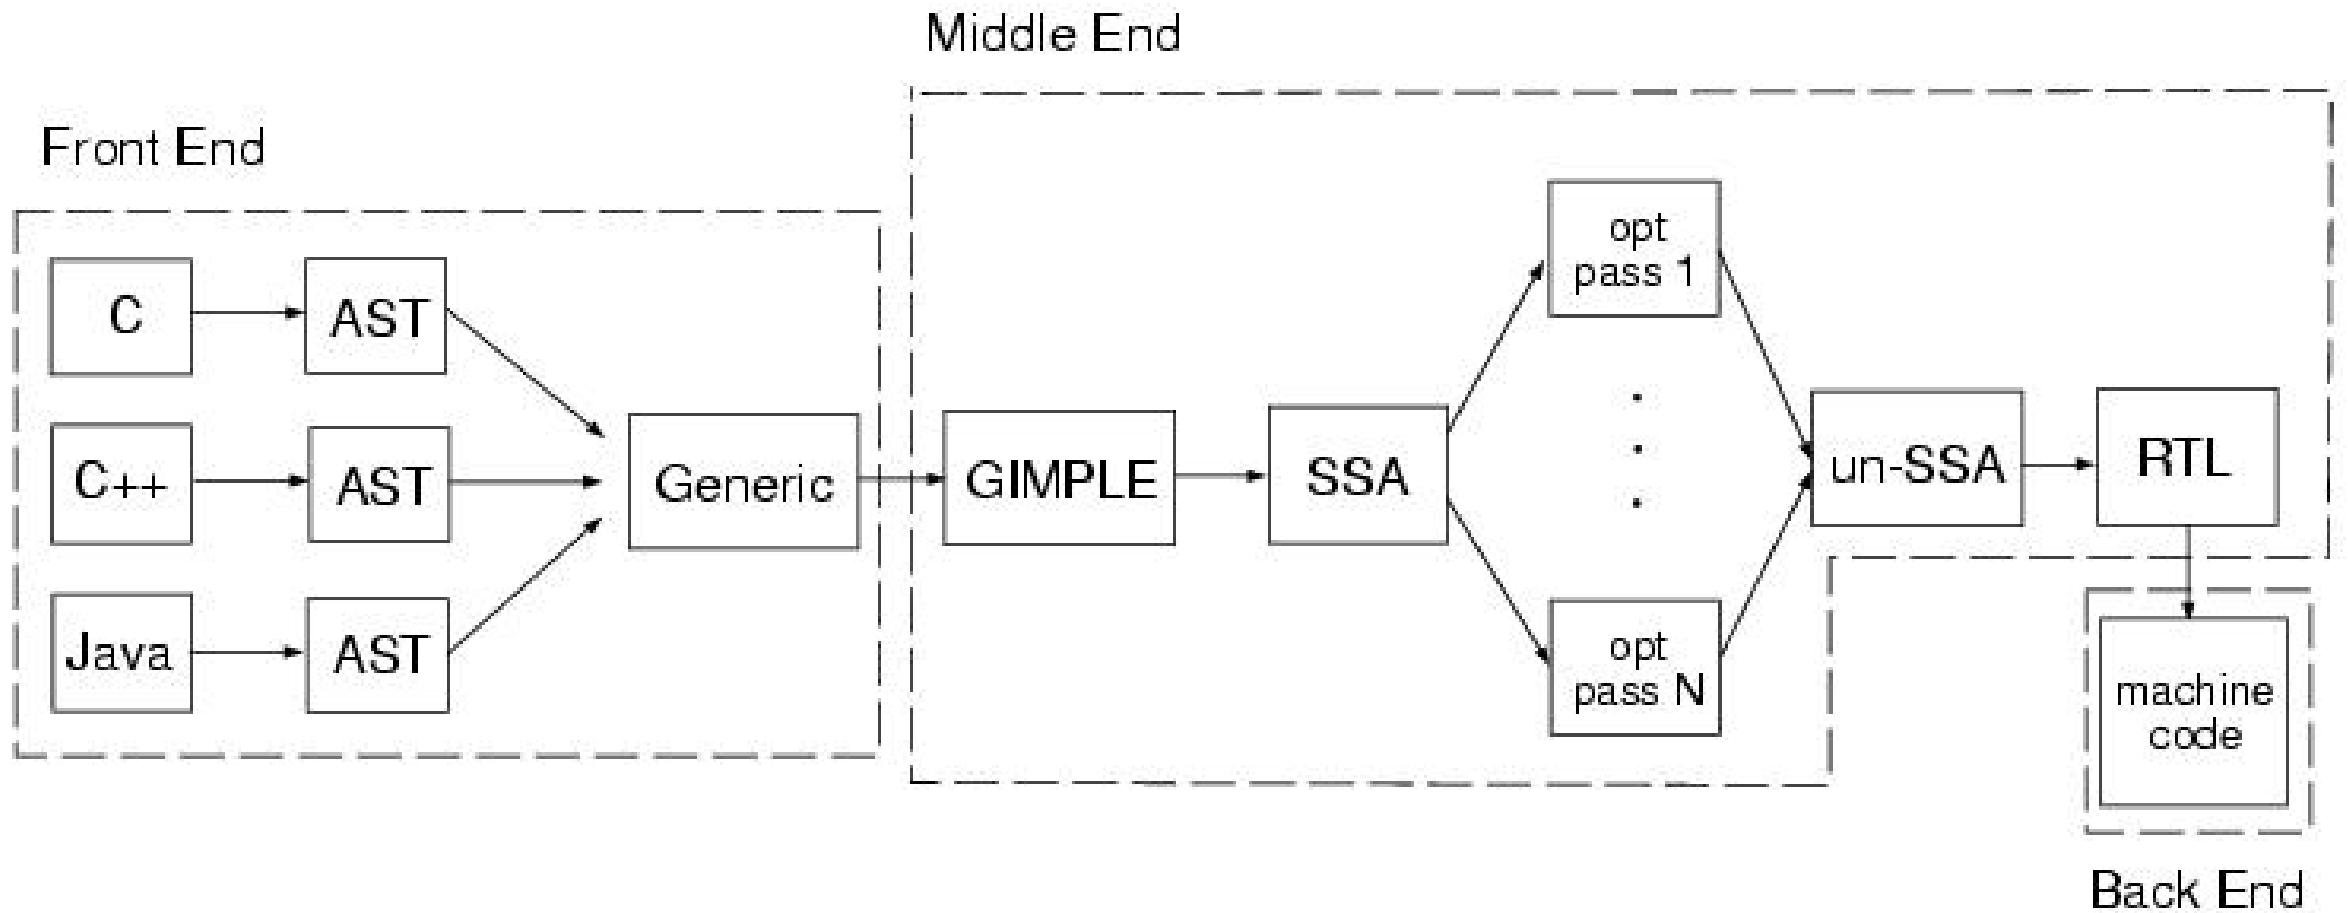 Middle End
Front End
C
AST
C++
AST
Java
AST
Generic
GIMPLE
SSA
opt
pass 1
opt
pass N
un-SSA
RTL
machine
code
Back End